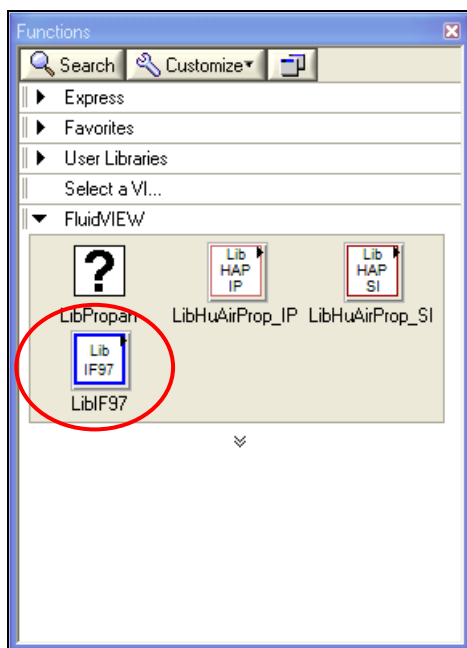 Functions
Search Customize
Express
Favorites
User Libraries
Select a VI...
FluidVIEW
?
Lib
HAP
IP
Lib
HAP
SI
LibPropan LibHuAirProp_IP LibHuAirProp_SI
Lib
IF97
LibIF97